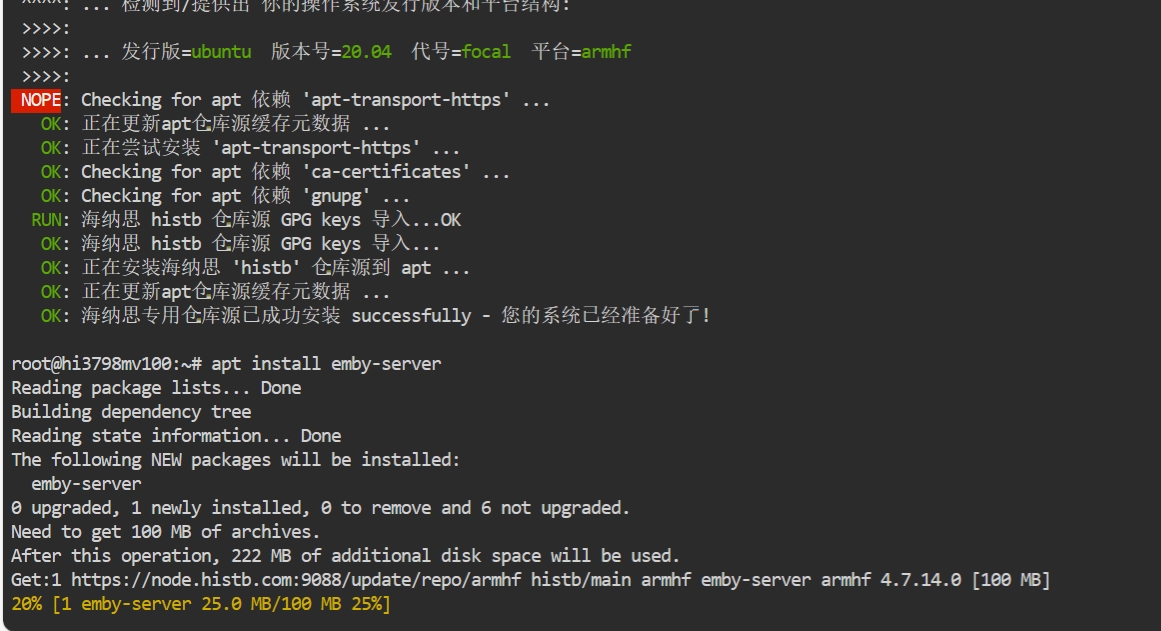 >>>>: ... 检测到/提供出 你的操作系统发行版本和平台结构:
>>>>:
>>>>: ... 发行版=ubuntu 版本号=20.04 代号=focal 平台=armhf
>>>>:
NOPE: Checking for apt 依赖 'apt-transport-https' ...
OK: 正在更新apt仓库源缓存元数据 ...
OK: 正在尝试安装 'apt-transport-https' ...
OK: Checking for apt 依赖 'ca-certificates' ...
OK: Checking for apt 依赖 'gnupg' ...
RUN: 海纳思 histb 仓库源 GPG keys 导入...OK
OK: 海纳思 histb 仓库源 GPG keys 导入...
OK: 正在安装海纳思 'histb' 仓库源到 apt ...
OK: 正在更新apt仓库源缓存元数据 ...
OK: 海纳思专用仓库源已成功安装 successfully - 您的系统已经准备好了!
root@hi3798mv100:~# apt install emby-server
Reading package lists... Done
Building dependency tree
Reading state information... Done
The following NEW packages will be installed:
emby-server
0 upgraded, 1 newly installed, 0 to remove and 6 not upgraded.
Need to get 100 MB of archives.
After this operation, 222 MB of additional disk space will be used.
Get:1 https://node.histb.com:9088/update/repo/armhf histb/main armhf emby-server armhf 4.7.14.0 [100 MB]
20% [1 emby-server 25.0 MB/100 MB 25%]